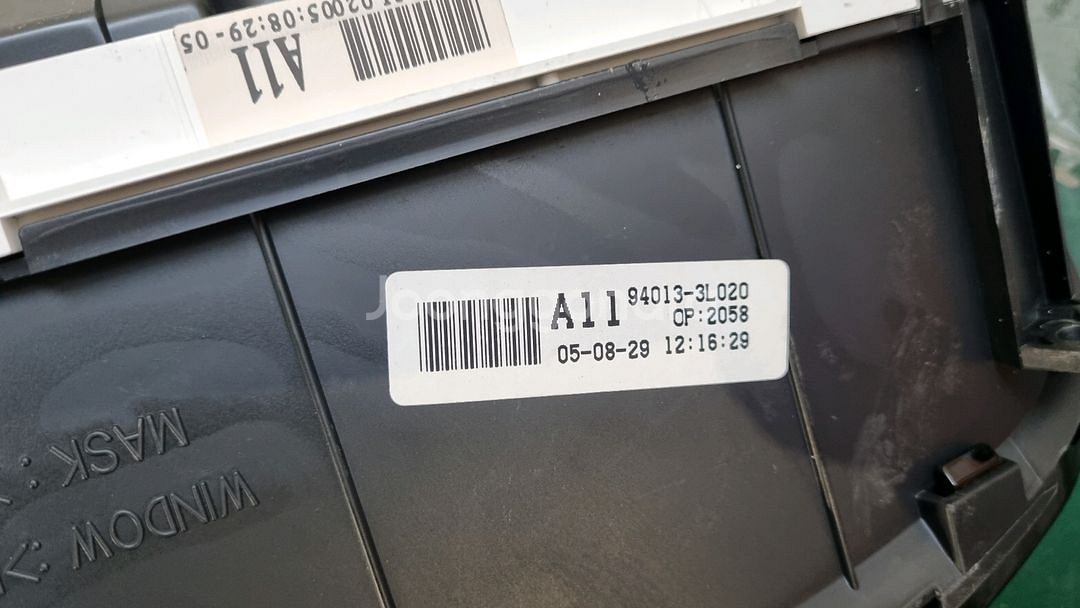 02005:08:29-05
A11
A11 94013-3L020
OP:2058
05-08-29 12:16:29
MASK :
WINDOW :